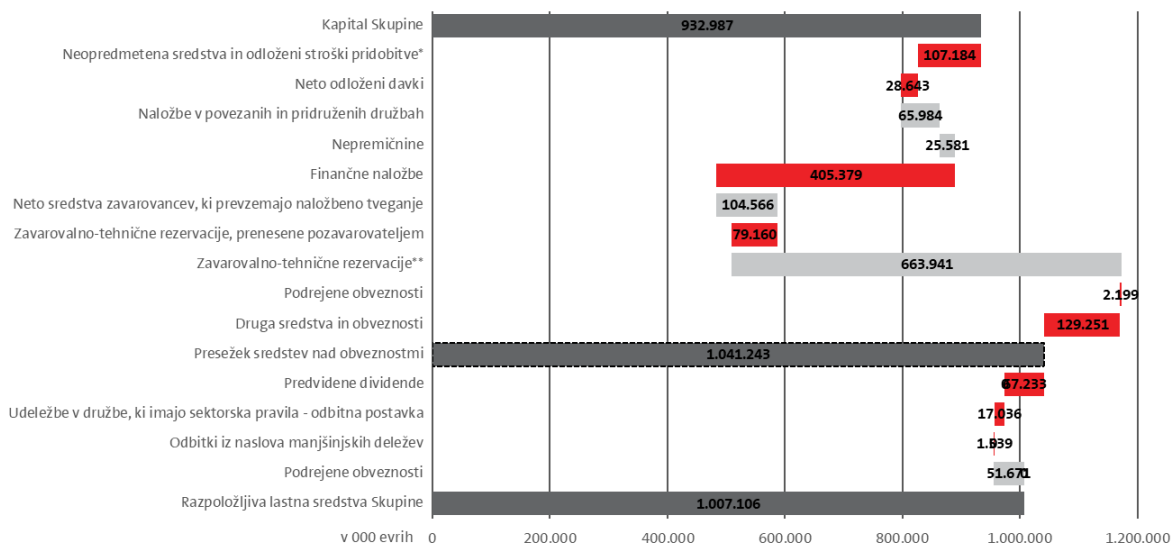 Kapital Skupine 932.987
Neopredmetena sredstva in odloženi stroški pridobitve* 107.184
Neto odloženi davki 28.643
Naložbe v povezanih in pridruženih družbah 65.984
Nepremičnine 25.581
Finančne naložbe 405.379
Neto sredstva zavarovancev, ki prevzemajo naložbeno tveganje 104.566
Zavarovalno-tehnične rezervacije, prenesene pozavarovateljem 79.160
Zavarovalno-tehnične rezervacije** 663.941
Podrejene obveznosti 2.199
Druga sredstva in obveznosti 129.251
Presežek sredstev nad obveznostmi 1.041.243
Predvidene dividende 67.233
Udeležbe v družbe, ki imajo sektorska pravila - odbitna postavka 17.036
Odbitki iz naslova manjšinjskih deležev
Podrejene obveznosti 51.671
Razpoložljiva lastna sredstva Skupine 1.007.106
v 000 evrih 0 200.000 400.000 600.000 800.000 1.000.000 1.200.000